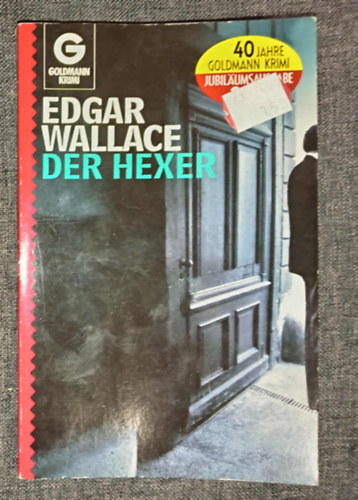 G
GOLDMANN
KRIMI
40 JAHRE
GOLDMANN KRIMI
JUBILÄUMSAUSGABE
EDGAR
WALLACE
DER HEXER